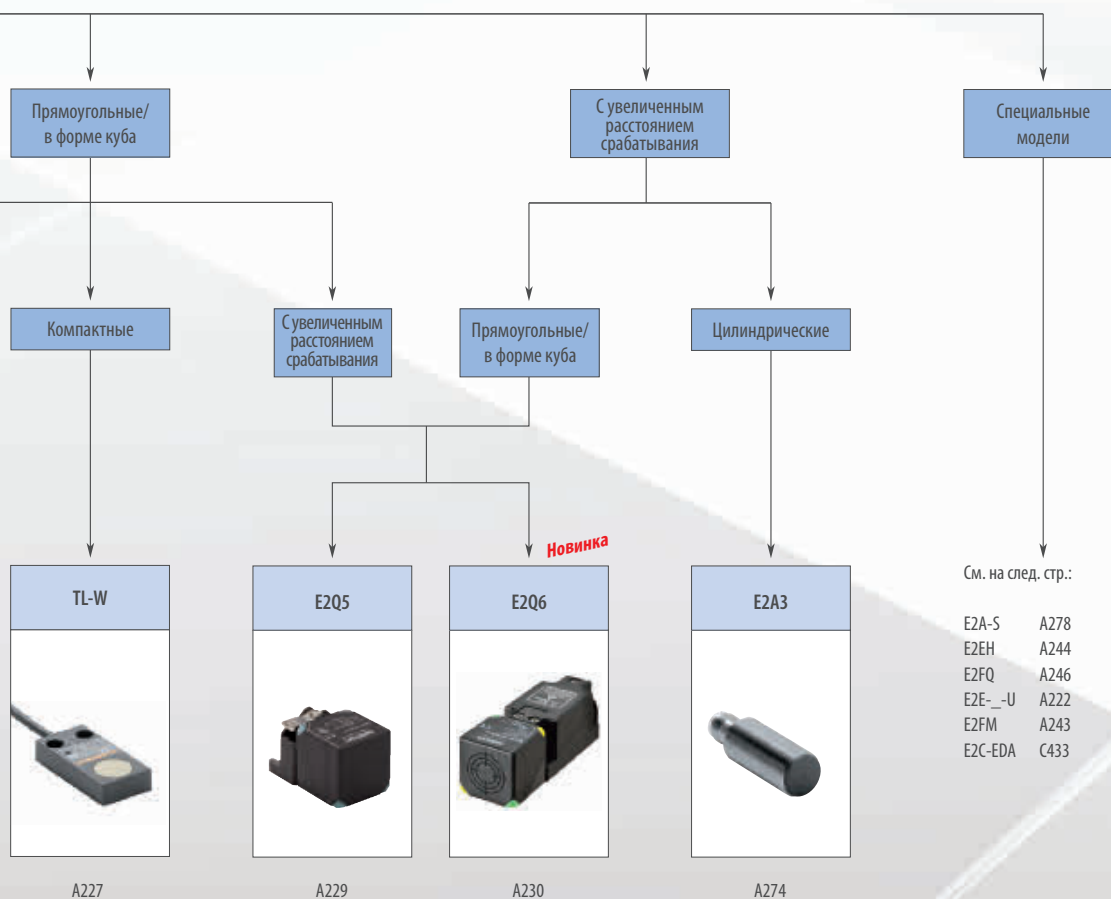 Прямоугольные/
в форме куба
С увеличенным
расстоянием
срабатывания
Специальные
модели
Компактные
С увеличенным
расстоянием
срабатывания
Прямоугольные/
в форме куба
Цилиндрические
Новинка
TL-W
E2Q5
E2Q6
E2A3
См. на след. стр.:
E2A-S A278
E2EH A244
E2FQ A246
E2E-_-U A222
E2FM A243
E2C-EDA C433
A227
A229
A230
A274